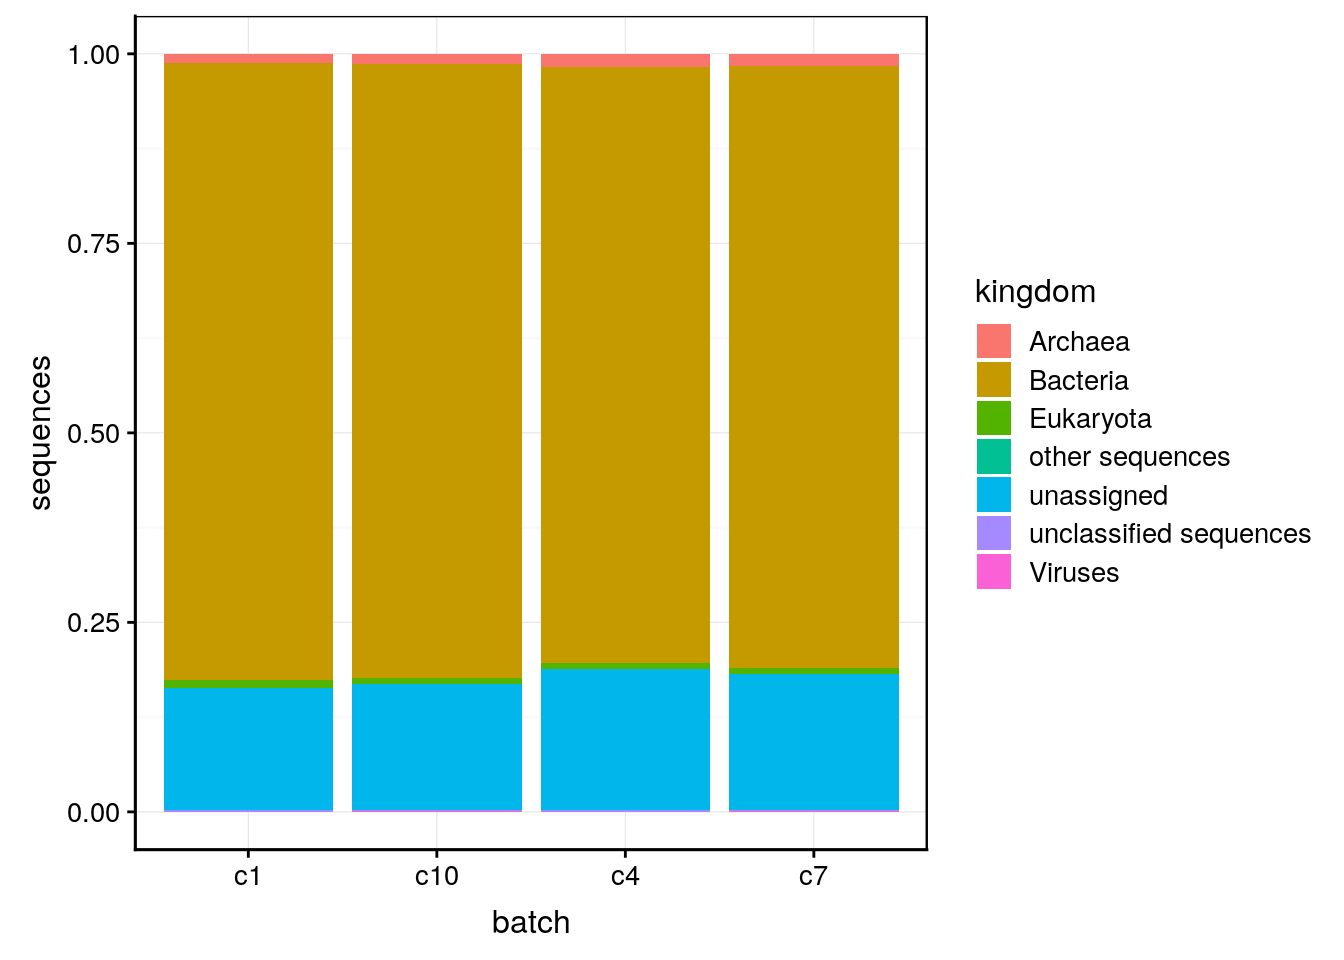 1.00
0.75
0.50
0.25
0.00
sequences
c1 c10 c4 c7
batch
kingdom
Archaea
Bacteria
Eukaryota
other sequences
unassigned
unclassified sequences
Viruses